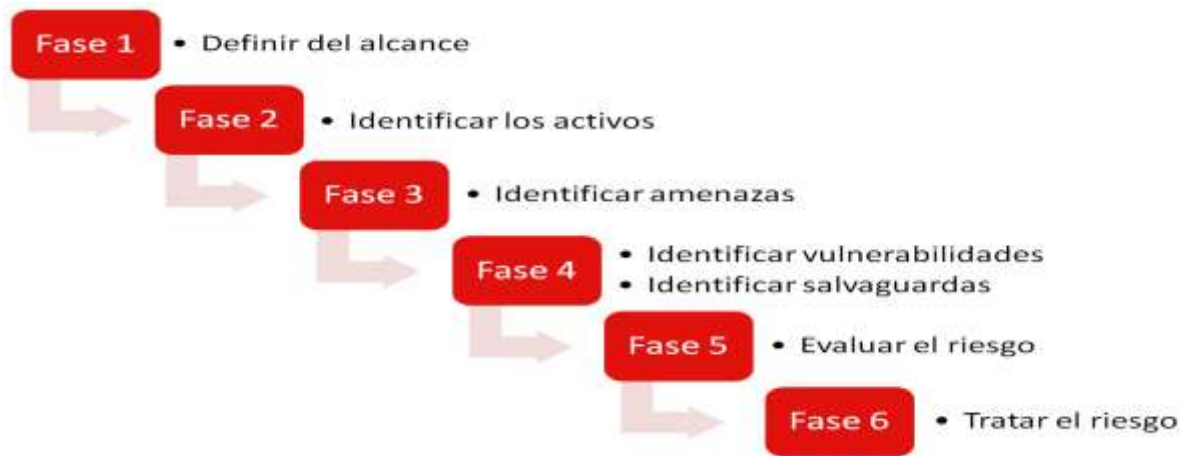 Fase 1 • Definir del alcance
Fase 2 • Identificar los activos
Fase 3 • Identificar amenazas
Fase 4 • Identificar vulnerabilidades
• Identificar salvaguardas
Fase 5 • Evaluar el riesgo
Fase 6 • Tratar el riesgo